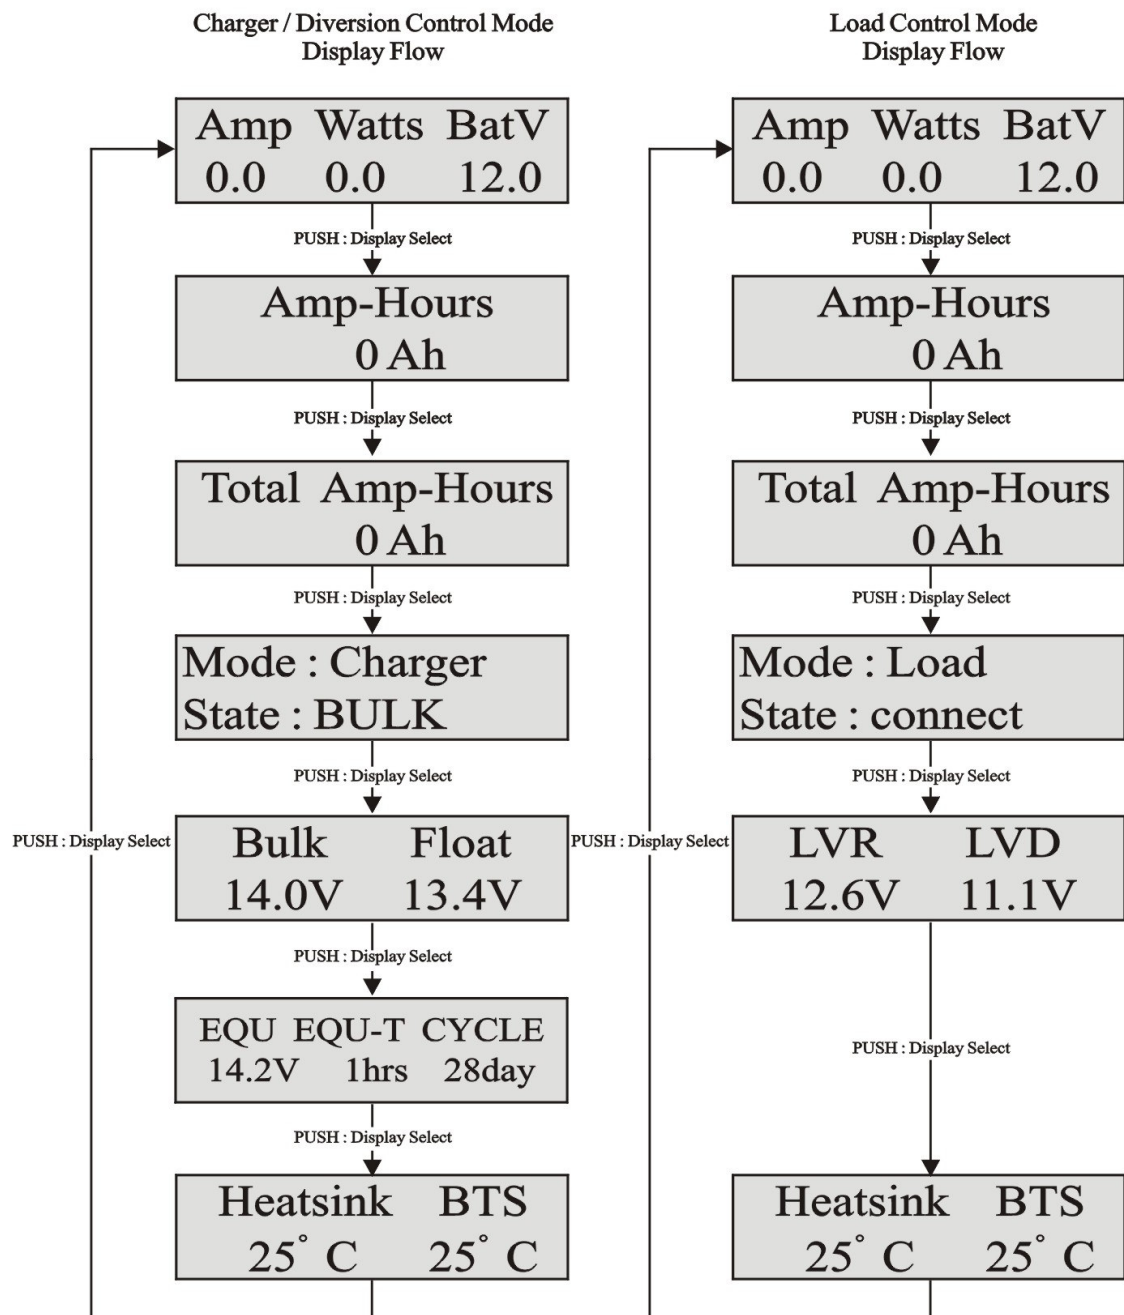 Charger / Diversion Control Mode
Display Flow
Amp Watts BatV
0.0 0.0 12.0
PUSH : Display Select
Amp-Hours
0 Ah
PUSH : Display Select
Total Amp-Hours
0 Ah
PUSH : Display Select
Mode : Charger
State : BULK
PUSH : Display Select
PUSH : Display Select
Bulk Float
14.0V 13.4V
PUSH : Display Select
EQU EQU-T CYCLE
14.2V 1hrs 28day
PUSH : Display Select
Heatsink BTS
25° C 25° C
Load Control Mode
Display Flow
Amp Watts BatV
0.0 0.0 12.0
PUSH : Display Select
Amp-Hours
0 Ah
PUSH : Display Select
Total Amp-Hours
0 Ah
PUSH : Display Select
Mode : Load
State : connect
PUSH : Display Select
PUSH : Display Select
LVR LVD
12.6V 11.1V
PUSH : Display Select
Heatsink BTS
25° C 25° C